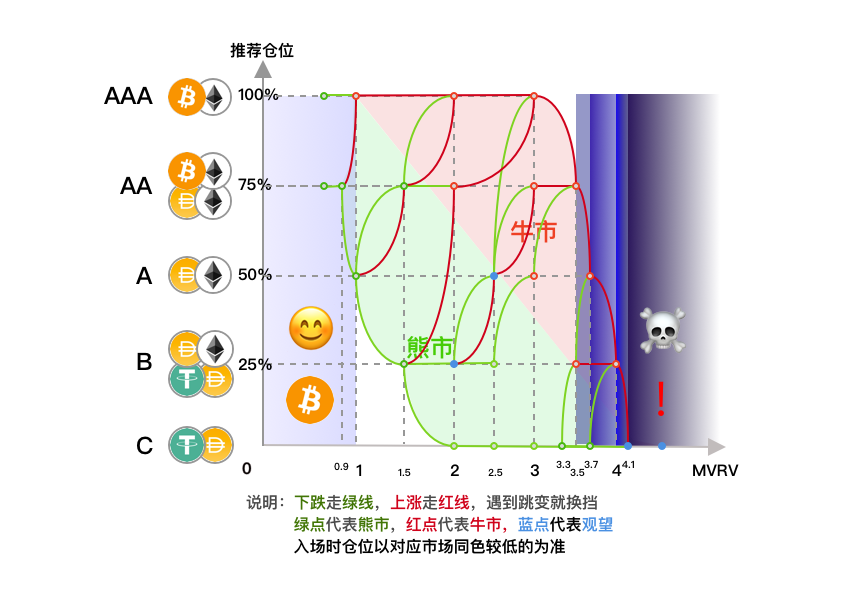 推荐仓位
AAA
100%
AA
75%
A
50%
牛市
B
25%
熊市
C
0
0.9
1
1.5
2
2.5
3
3.3
3.5
3.7
4
4.1
MVRV
说明：下跌走绿线，上涨走红线，遇到跳变就换挡
绿点代表熊市，红点代表牛市，蓝点代表观望
入场时仓位以对应市场同色较低的为准